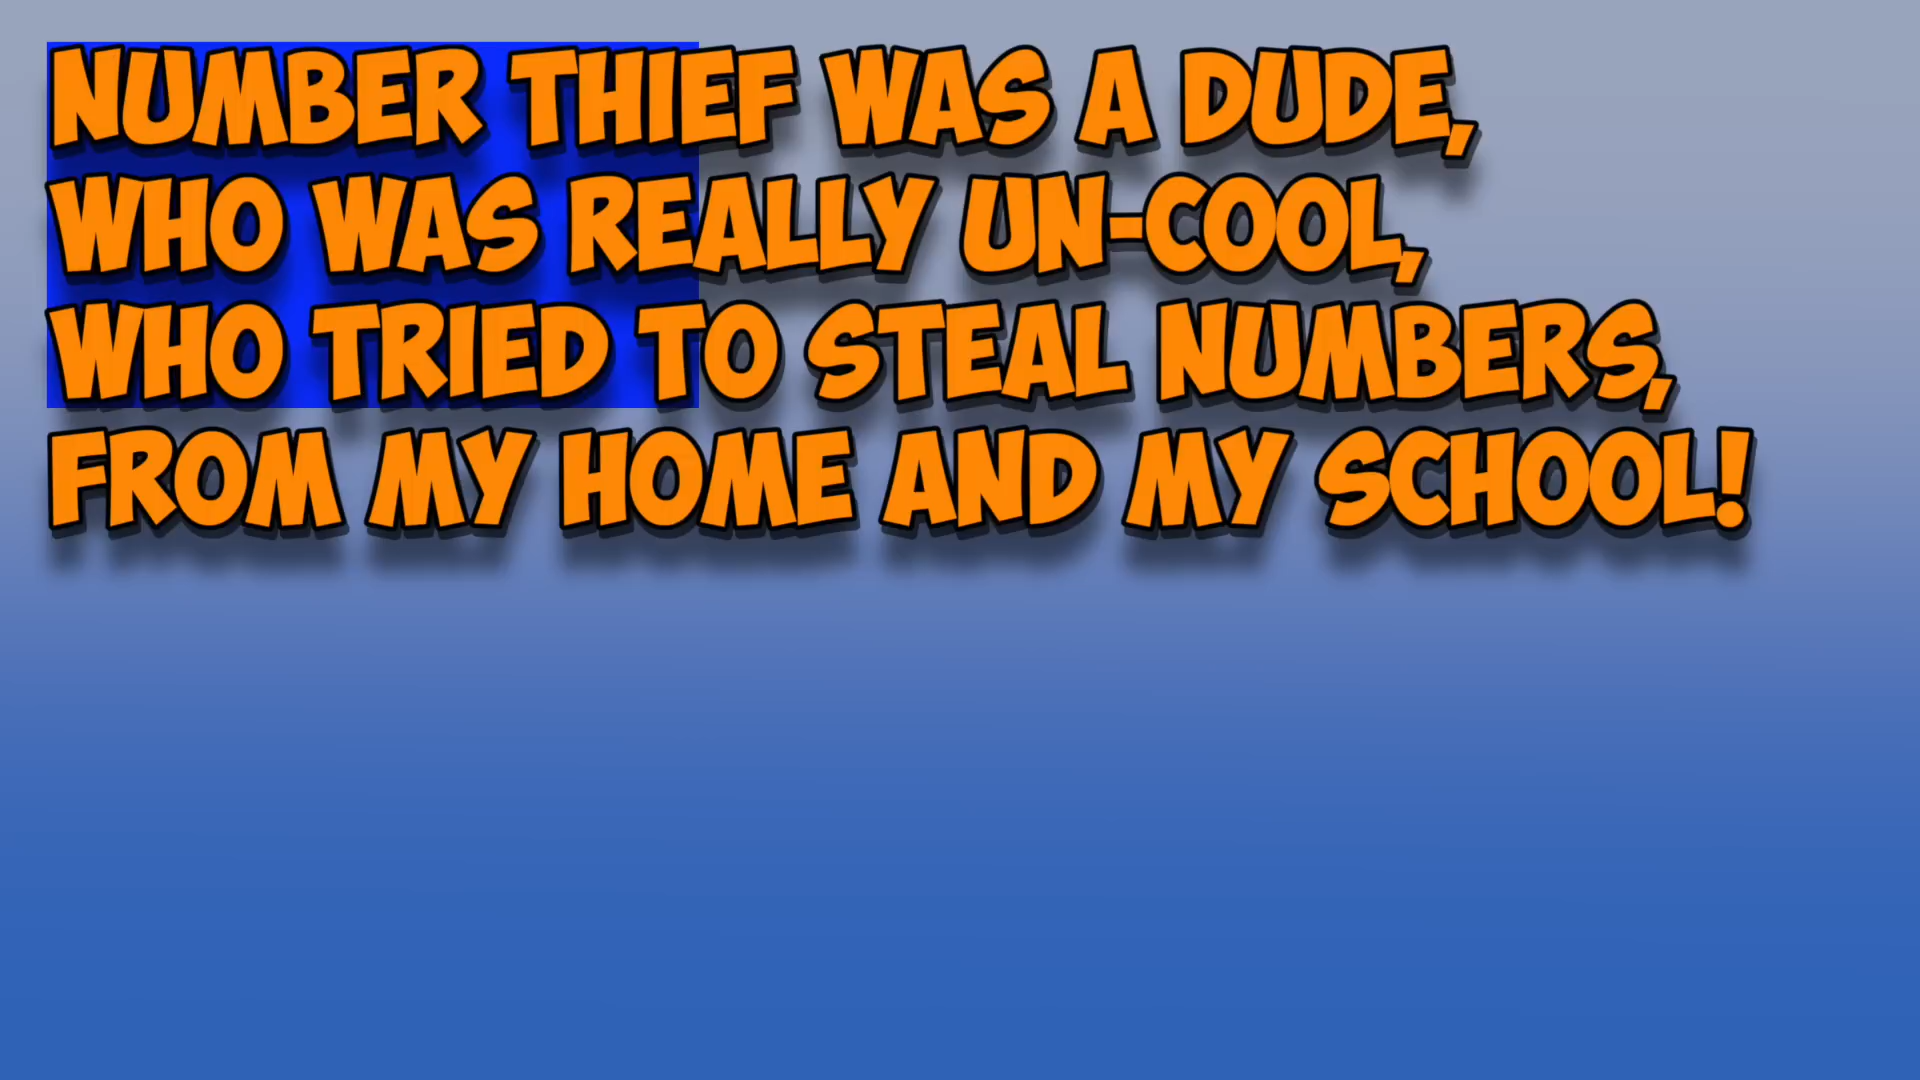 NUMBER THIEF WAS A DUDE,
WHO WAS REALLY UN-COOL,
WHO TRIED TO STEAL NUMBERS,
FROM MY HOME AND MY SCHOOL!